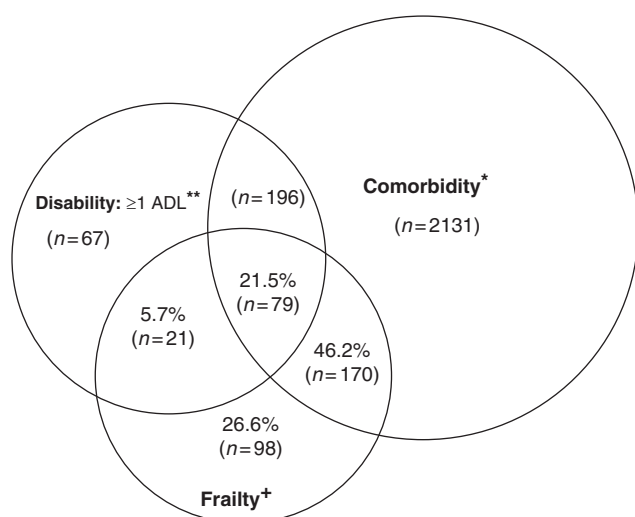 Disability: ≥1 ADL**
(n=67)
(n=196)
Comorbidity*
(n=2131)
5.7%
(n=21)
21.5%
(n=79)
46.2%
(n=170)
26.6%
(n=98)
Frailty+